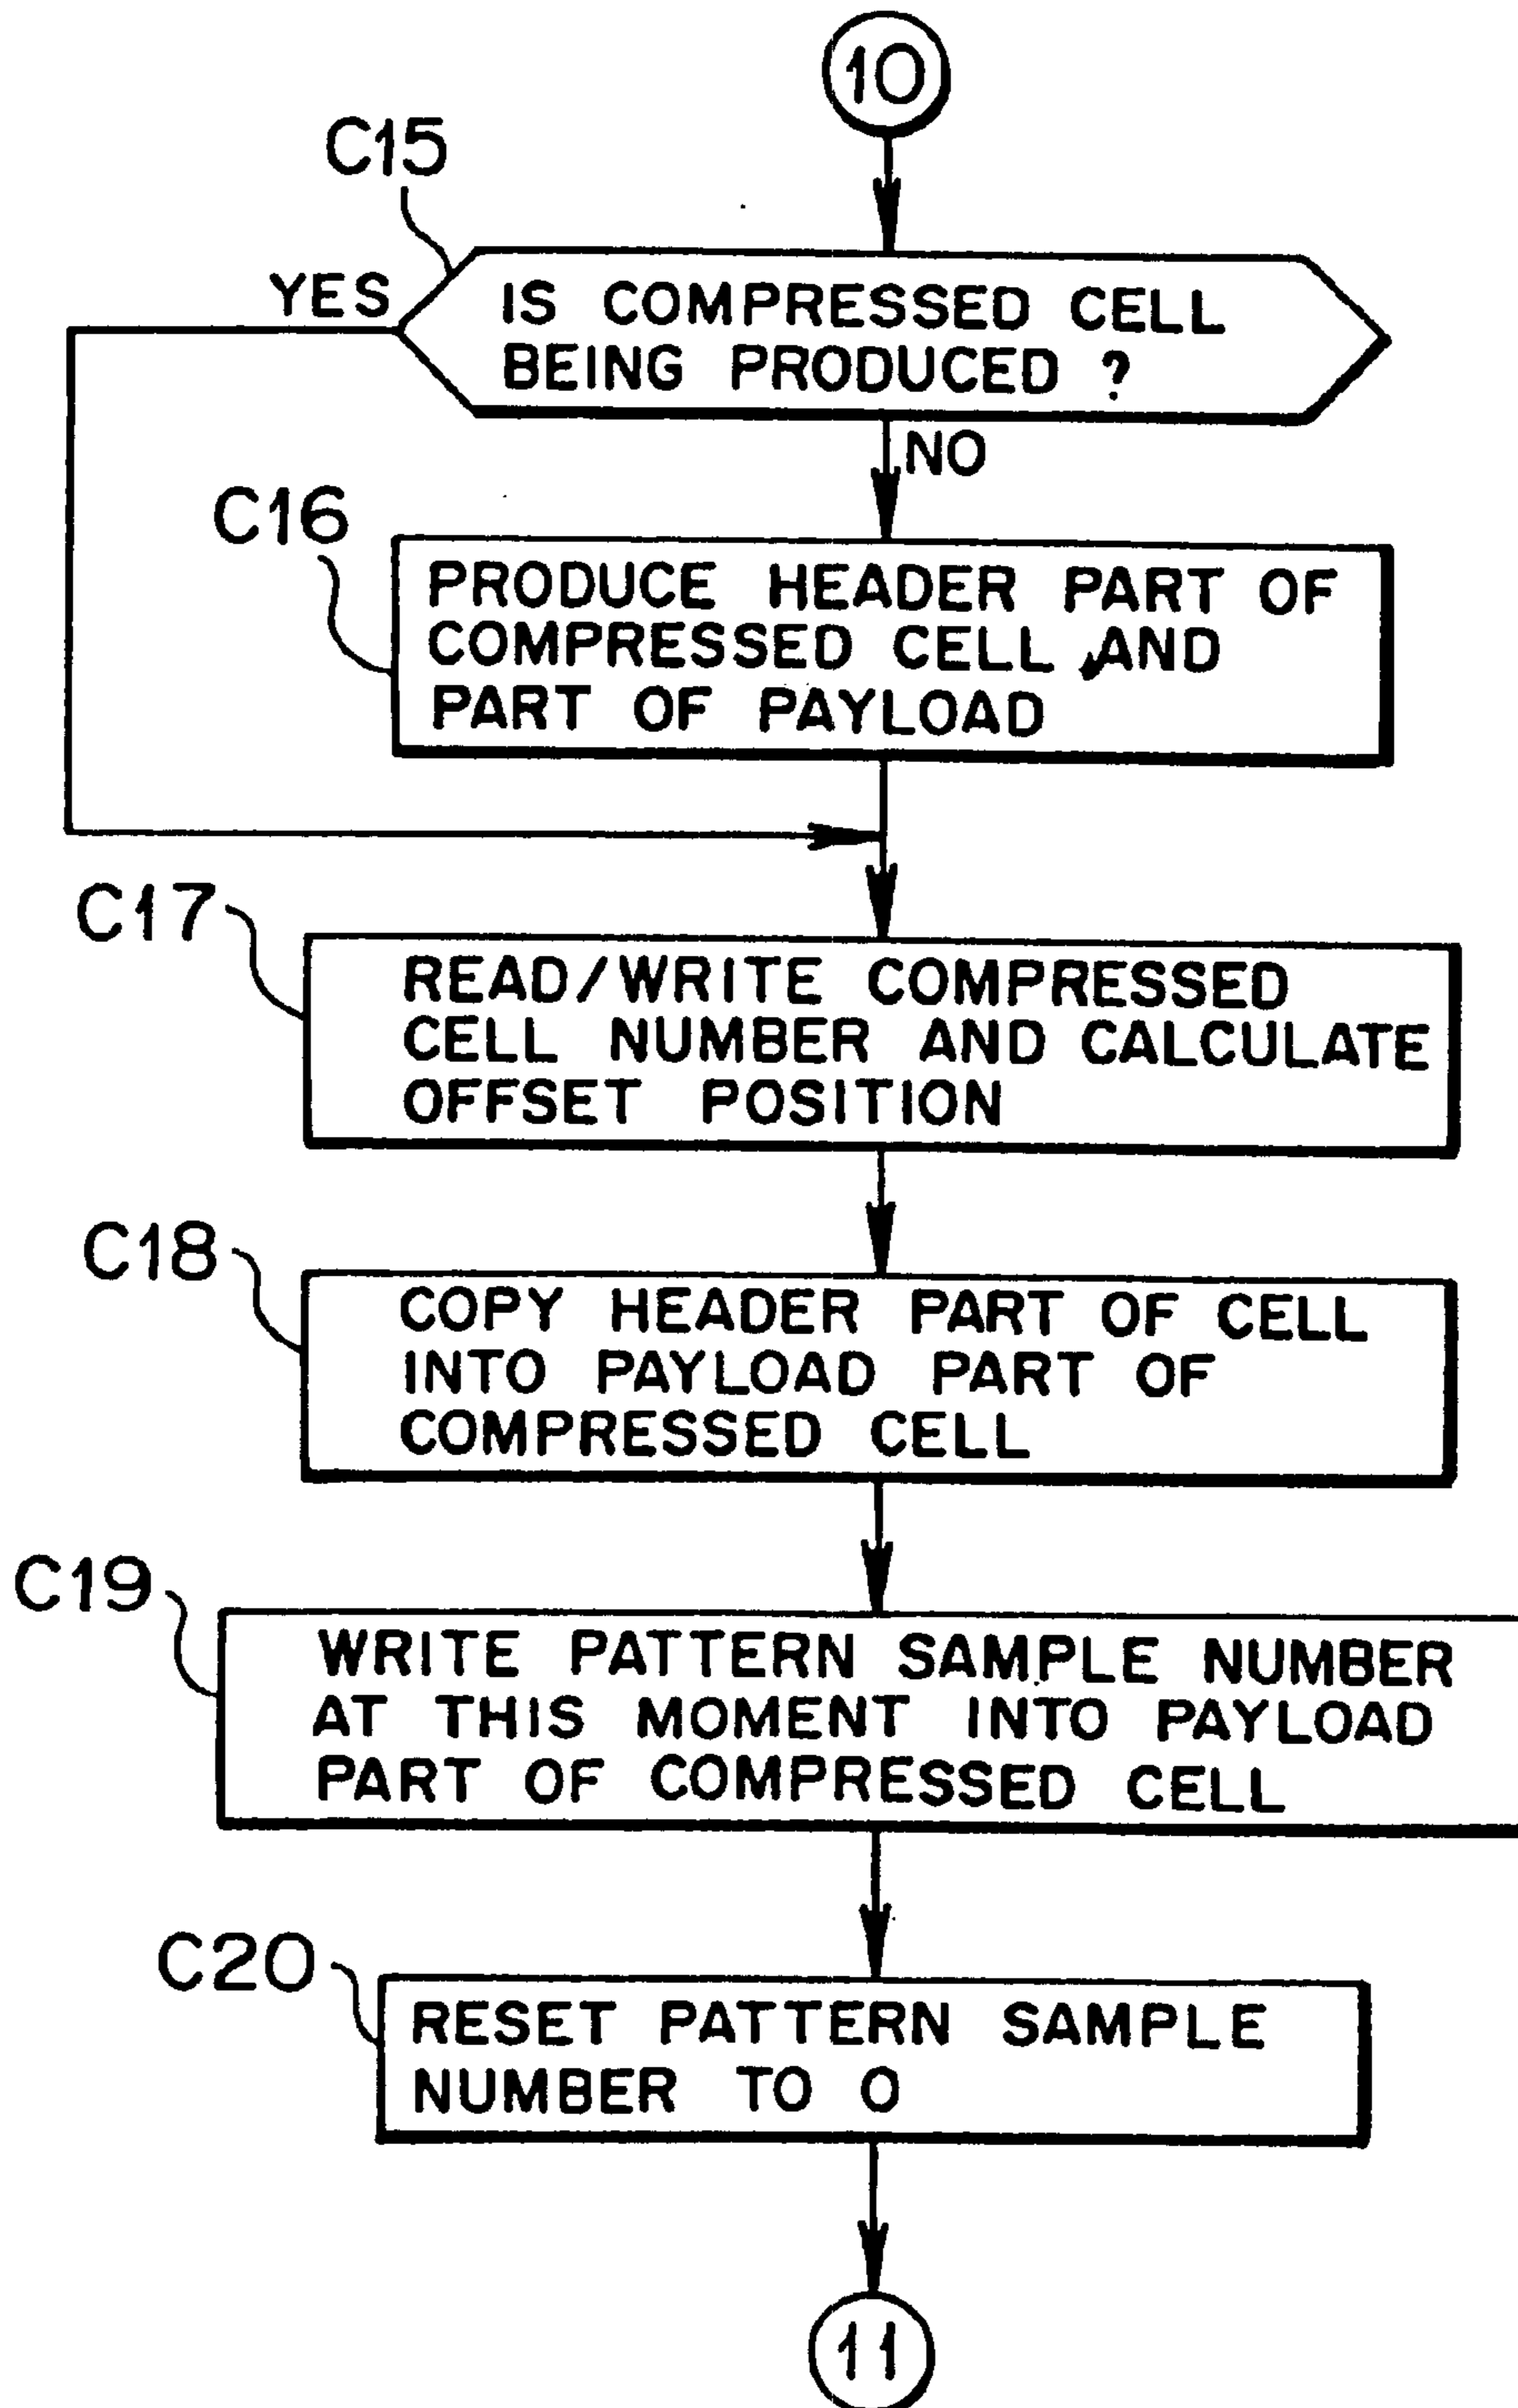 10
C15
YES
IS COMPRESSED CELL
BEING PRODUCED ?
NO
C16
PRODUCE HEADER PART OF
COMPRESSED CELL AND
PART OF PAYLOAD
C17
READ/WRITE COMPRESSED
CELL NUMBER AND CALCULATE
OFFSET POSITION
C18
COPY HEADER PART OF CELL
INTO PAYLOAD PART OF
COMPRESSED CELL
C19
WRITE PATTERN SAMPLE NUMBER
AT THIS MOMENT INTO PAYLOAD
PART OF COMPRESSED CELL
C20
RESET PATTERN SAMPLE
NUMBER TO 0
11